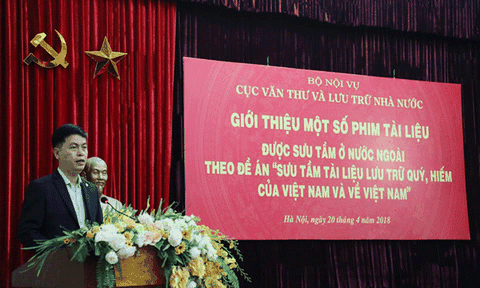 BỘ NỘI VỤ
CỤC VĂN THƯ VÀ LƯU TRỮ NHÀ NƯỚC
GIỚI THIỆU MỘT SỐ PHIM TÀI LIỆU
ĐƯỢC SƯU TẦM Ở NƯỚC NGOÀI
THEO ĐỀ ÁN "SƯU TẦM TÀI LIỆU LƯU TRỮ QUÝ, HIẾM
CỦA VIỆT NAM VÀ VỀ VIỆT NAM"
Hà Nội, ngày 20 tháng 4 năm 2018